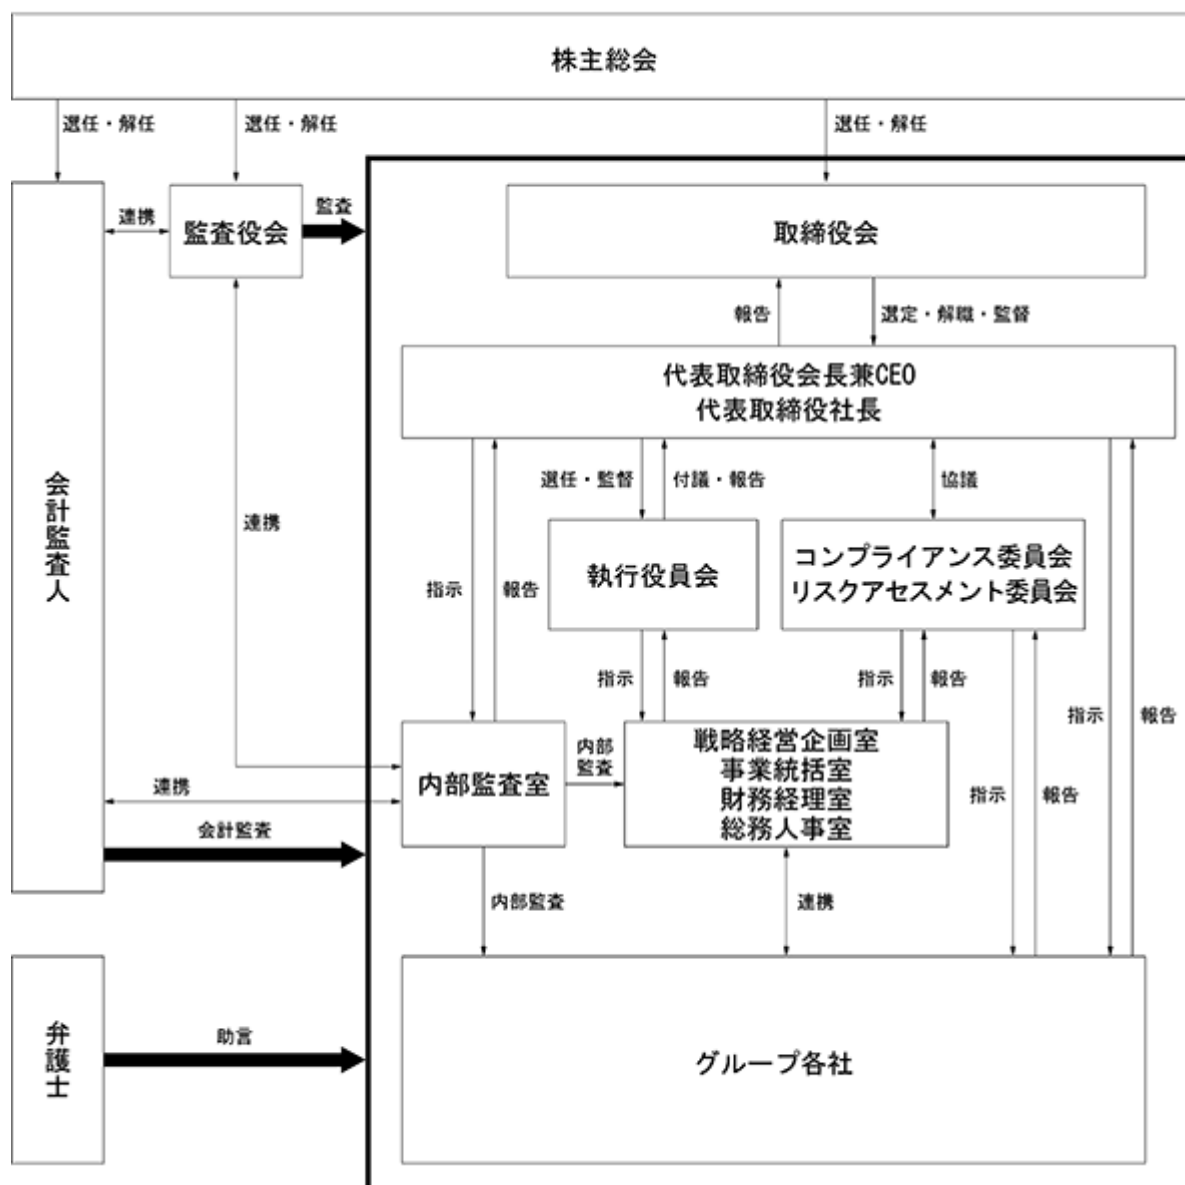 株主総会
選任・解任
選任・解任
選任・解任
連携
監査役会
監査
取締役会
報告
選定・解職・監督
代表取締役会長兼CEO
代表取締役社長
会計監査人
連携
選任・監督
付議・報告
協議
指示
報告
執行役員会
コンプライアンス委員会
リスクアセスメント委員会
指示
報告
指示
報告
指示
報告
内部監査室
内部
監査
戦略経営企画室
事業統括室
財務経理室
総務人事室
連携
会計監査
指示
報告
内部監査
連携
弁護士
助言
グループ各社